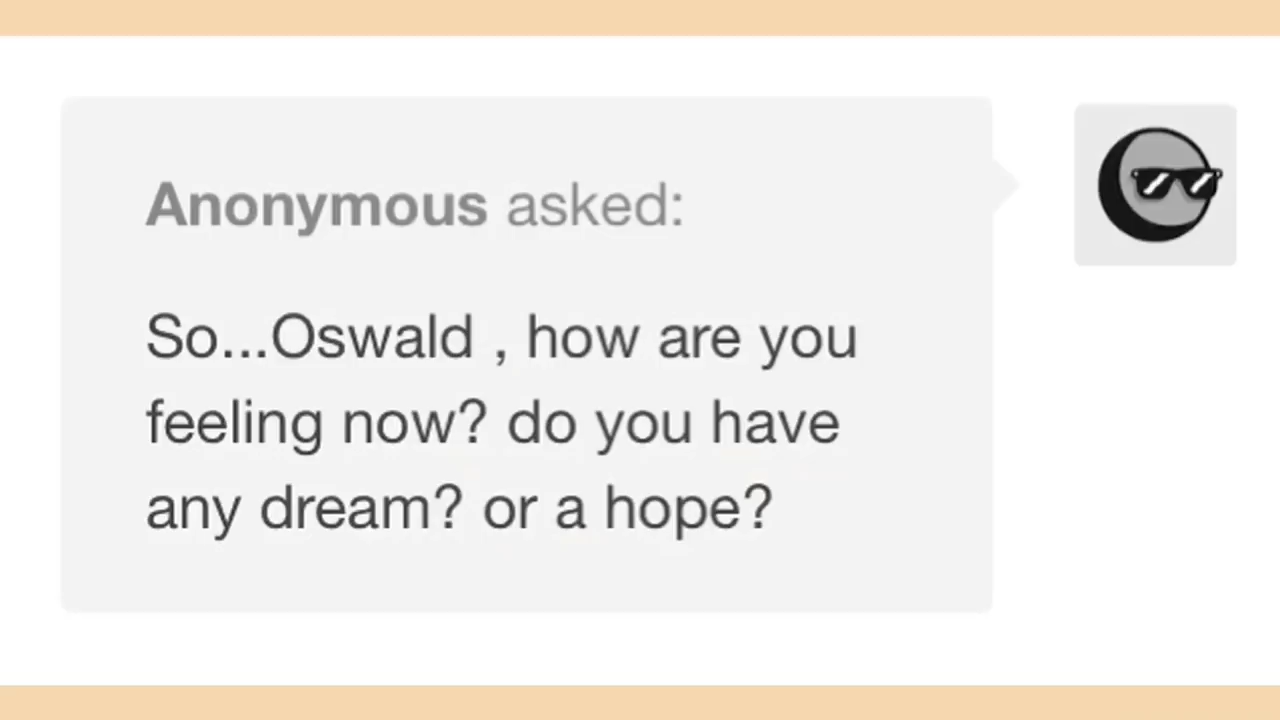 Anonymous asked:
So...Oswald , how are you
feeling now? do you have
any dream? or a hope?